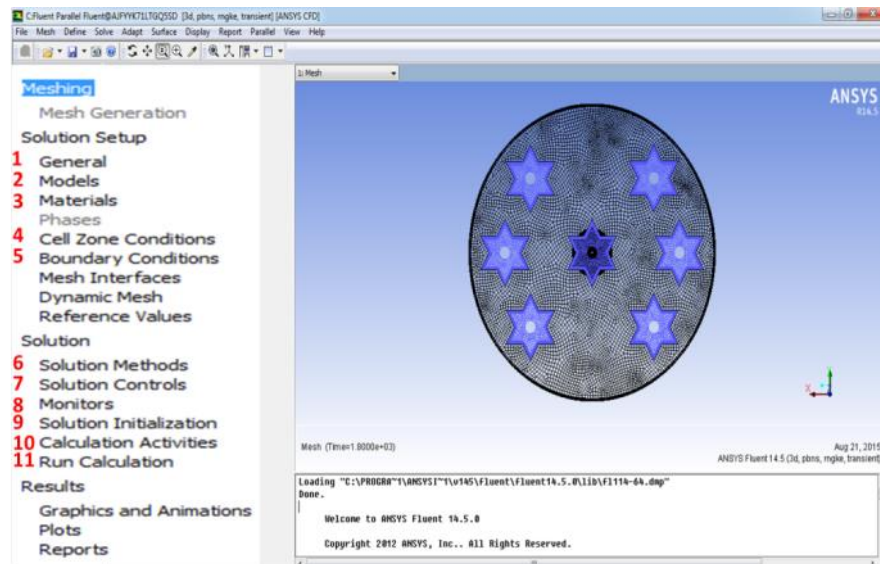 C:Fluent Parallel Fluent@AJFYYK71LTGQ5SD [3d, pbns, rngke, transient] [ANSYS CFD]
File Mesh Define Solve Adapt Surface Display Report Parallel View Help
1: Mesh
Meshing
Mesh Generation
Solution Setup
1 General
2 Models
3 Materials
Phases
4 Cell Zone Conditions
5 Boundary Conditions
Mesh Interfaces
Dynamic Mesh
Reference Values
Solution
6 Solution Methods
7 Solution Controls
8 Monitors
9 Solution Initialization
10 Calculation Activities
11 Run Calculation
Results
Graphics and Animations
Plots
Reports
ANSYS
R14.5
Y
X
Mesh (Time=1.8000e+03)
Aug 21, 2015
ANSYS Fluent 14.5 (3d, pbns, rngke, transient)
Loading "C:\PROGRA~1\ANSYSI~1\v145\fluent\fluent14.5.0\lib\fl114-64.dmp"
Done.
Welcome to ANSYS Fluent 14.5.0
Copyright 2012 ANSYS, Inc.. All Rights Reserved.